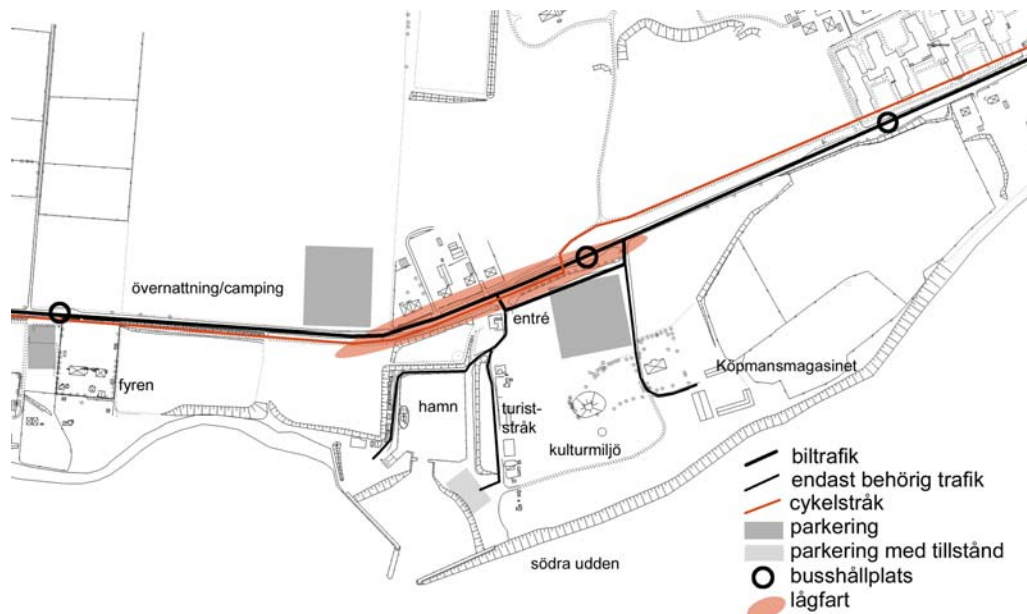 övernattning/camping
entré
fyren
hamn
turist-
stråk
Köpmansmagasinet
kulturmiljö
södra udden
biltrafik
endast behörig trafik
cykelstråk
parkering
parkering med tillstånd
busshållplats
lågfart